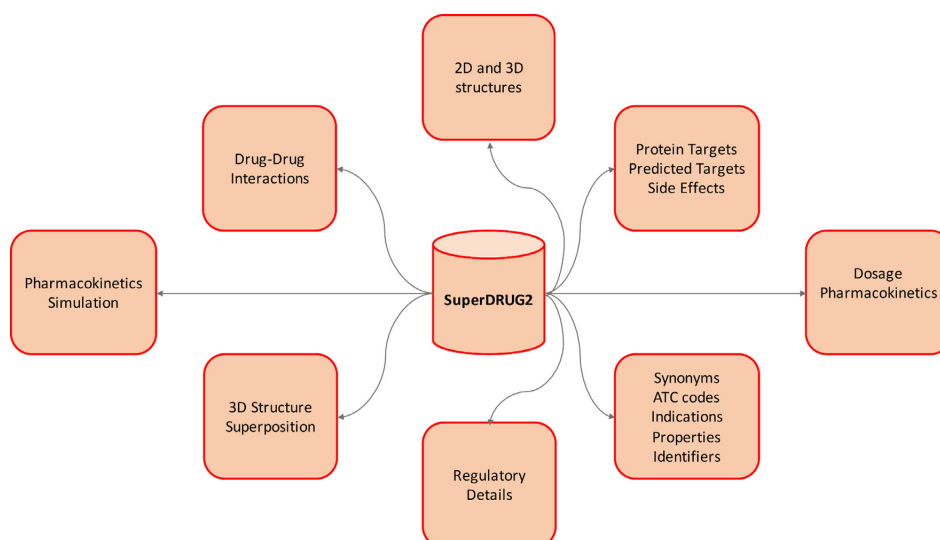 2D and 3D
structures
Drug-Drug
Interactions
Protein Targets
Predicted Targets
Side Effects
Pharmacokinetics
Simulation
SuperDRUG2
Dosage
Pharmacokinetics
3D Structure
Superposition
Synonyms
ATC codes
Indications
Properties
Identifiers
Regulatory
Details